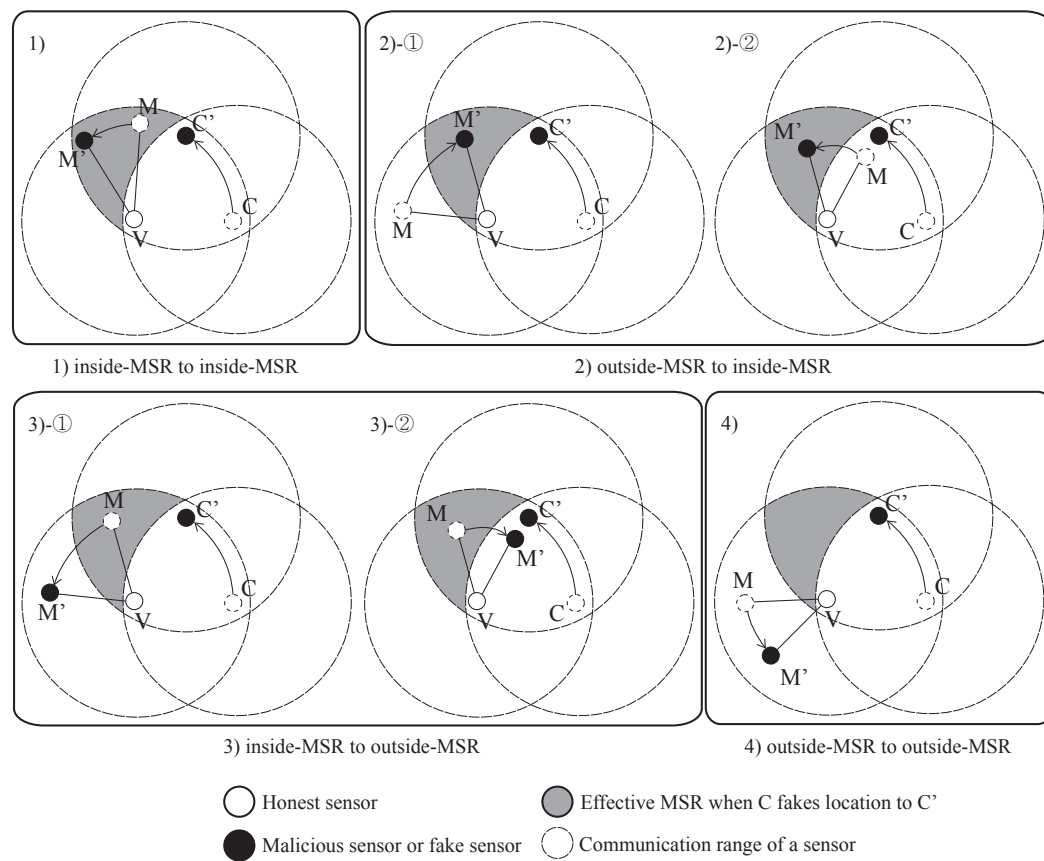 1)
M
C’
M’
C
V
2)-①
M’
C’
M
V
C
2)-②
M’
C’
M
V
C
1) inside-MSR to inside-MSR
2) outside-MSR to inside-MSR
3)-①
M
C’
M’
V
C
3)-②
M
C’
M’
V
C
4)
C’
M
V
C
M’
3) inside-MSR to outside-MSR
4) outside-MSR to outside-MSR
Honest sensor
Effective MSR when C fakes location to C’
Malicious sensor or fake sensor
Communication range of a sensor